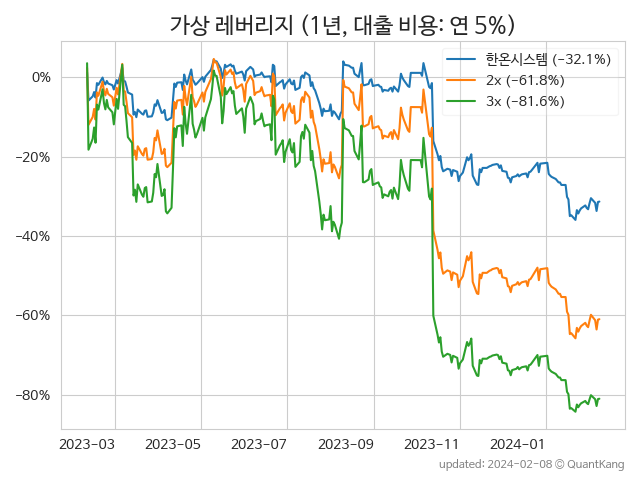 가상 레버리지 (1년, 대출 비용: 연 5%)
한온시스템 (−32.1%)
2x (−61.8%)
3x (−81.6%)
0%
−20%
−40%
−60%
−80%
2023-03 2023-05 2023-07 2023-09 2023-11 2024-01
updated: 2024-02-08 © QuantKang